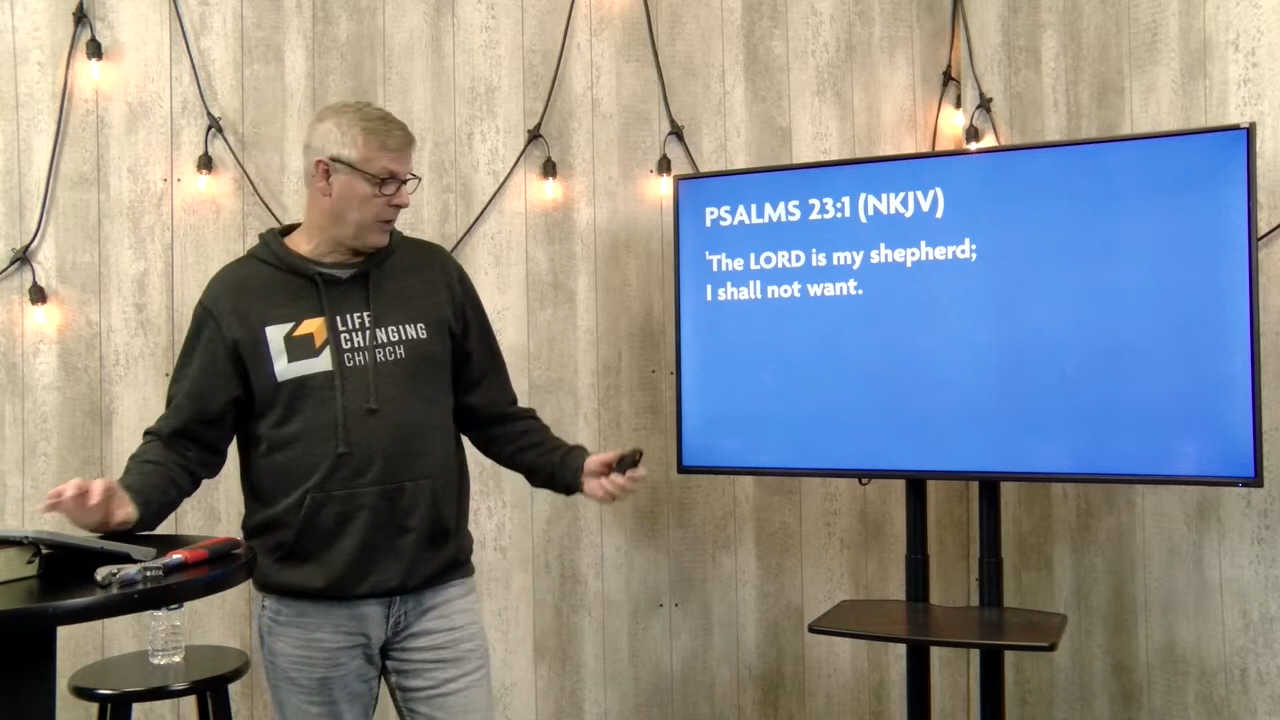 LIFE
CHANGING
CHURCH
PSALMS 23:1 (NKJV)
¹The LORD is my shepherd;
I shall not want.